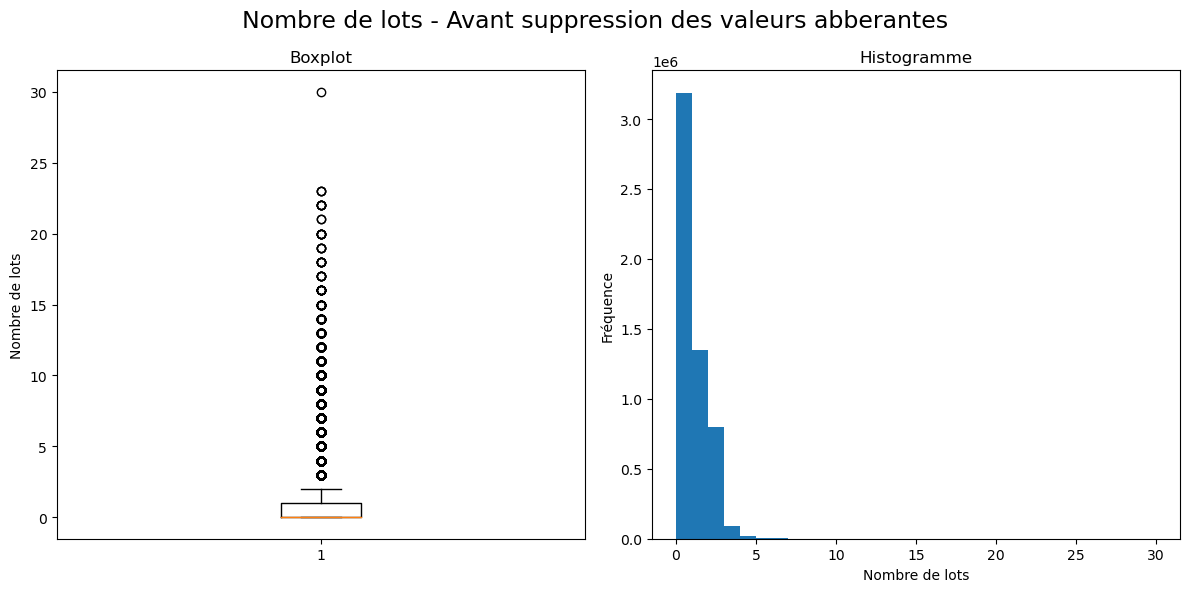 Nombre de lots - Avant suppression des valeurs abberantes
Boxplot
Nombre de lots
30
25
20
15
10
5
0
1
Histogramme
1e6
Fréquence
3.0
2.5
2.0
1.5
1.0
0.5
0.0
0 5 10 15 20 25 30
Nombre de lots